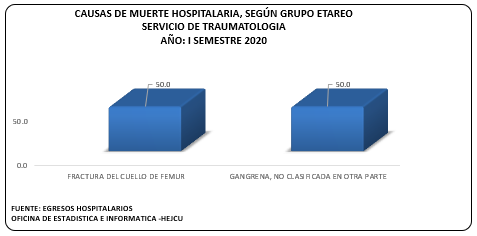 CAUSAS DE MUERTE HOSPITALARIA, SEGÚN GRUPO ETAREO
SERVICIO DE TRAUMATOLOGIA
AÑO: I SEMESTRE 2020
50.0
50.0
50.0
0.0
FRACTURA DEL CUELLO DE FEMUR
GANGRENA, NO CLASIFICADA EN OTRA PARTE
FUENTE: EGRESOS HOSPITALARIOS
OFICINA DE ESTADISTICA E INFORMATICA -HEJCU